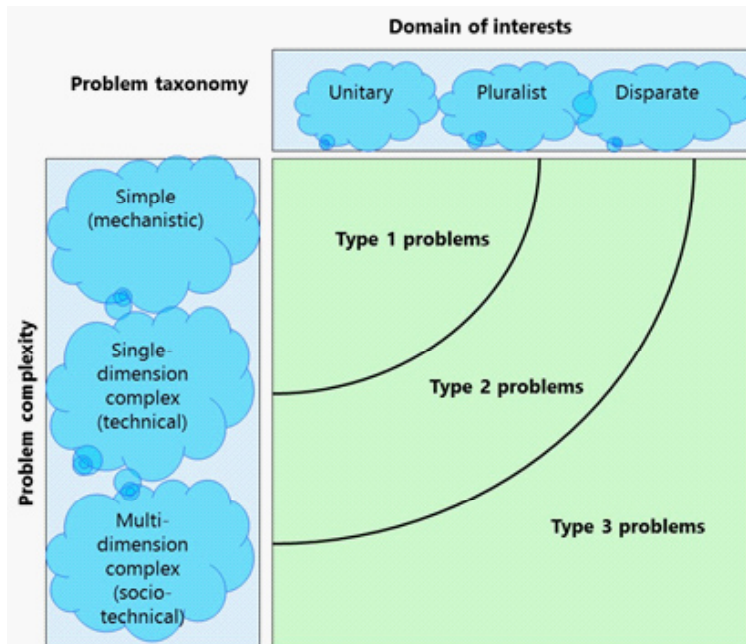 Domain of interests
Problem taxonomy
Unitary
Pluralist
Disparate
Problem complexity
Simple
(mechanistic)
Single-
dimension
complex
(technical)
Multi-
dimension
complex
(socio-
technical)
Type 1 problems
Type 2 problems
Type 3 problems